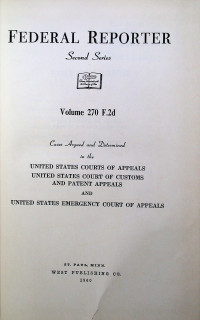 FEDERAL REPORTER
Second Series
Volume 270 F.2d
Cases Argued and Determined
in the
UNITED STATES COURTS OF APPEALS
UNITED STATES COURT OF CUSTOMS
AND PATENT APPEALS
AND
UNITED STATES EMERGENCY COURT OF APPEALS
ST. PAUL, MINN.
WEST PUBLISHING CO.
1960